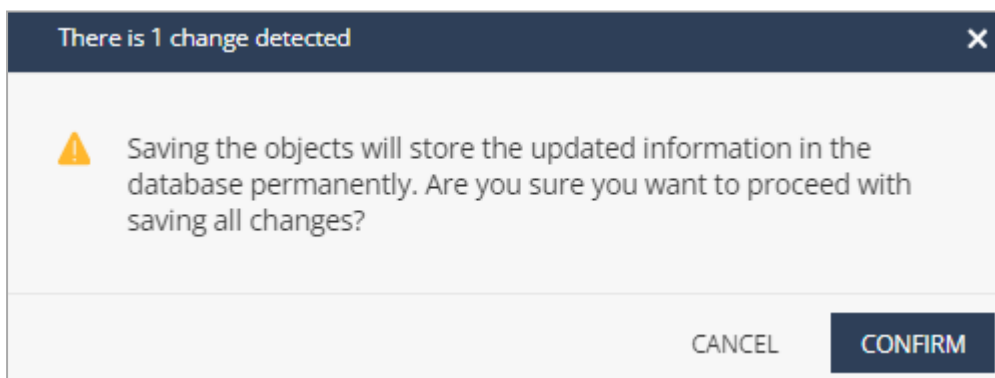 There is 1 change detected
Saving the objects will store the updated information in the
database permanently. Are you sure you want to proceed with
saving all changes?
CANCEL
CONFIRM